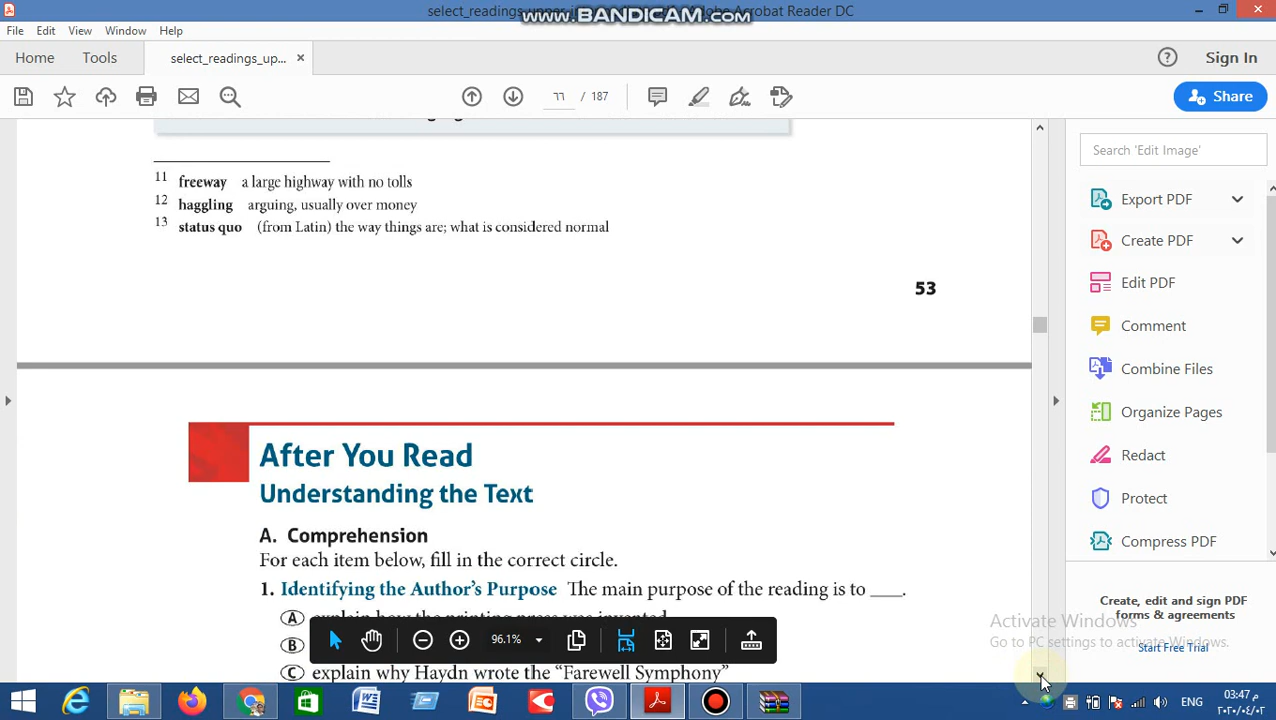 select_readings_upper-i
www.BANDICAM.com
Adobe Acrobat Reader DC
File Edit View Window Help
Home Tools select_readings_up... × Sign In
٦٦ / 187
Share
11 freeway a large highway with no tolls
12 haggling arguing, usually over money
13 status quo (from Latin) the way things are; what is considered normal
53
After You Read
Understanding the Text
A. Comprehension
For each item below, fill in the correct circle.
1. Identifying the Author's Purpose The main purpose of the reading is to ____.
A explain how the printing press was invented
B
C explain why Haydn wrote the “Farewell Symphony”
96.1%
Search 'Edit Image'
Export PDF
Create PDF
Edit PDF
Comment
Combine Files
Organize Pages
Redact
Protect
Compress PDF
Create, edit and sign PDF
forms & agreements
Start Free Trial
Activate Windows
Go to PC settings to activate Windows.
ENG
03:47 م
٢٠٢٠/٠٤/٠٢